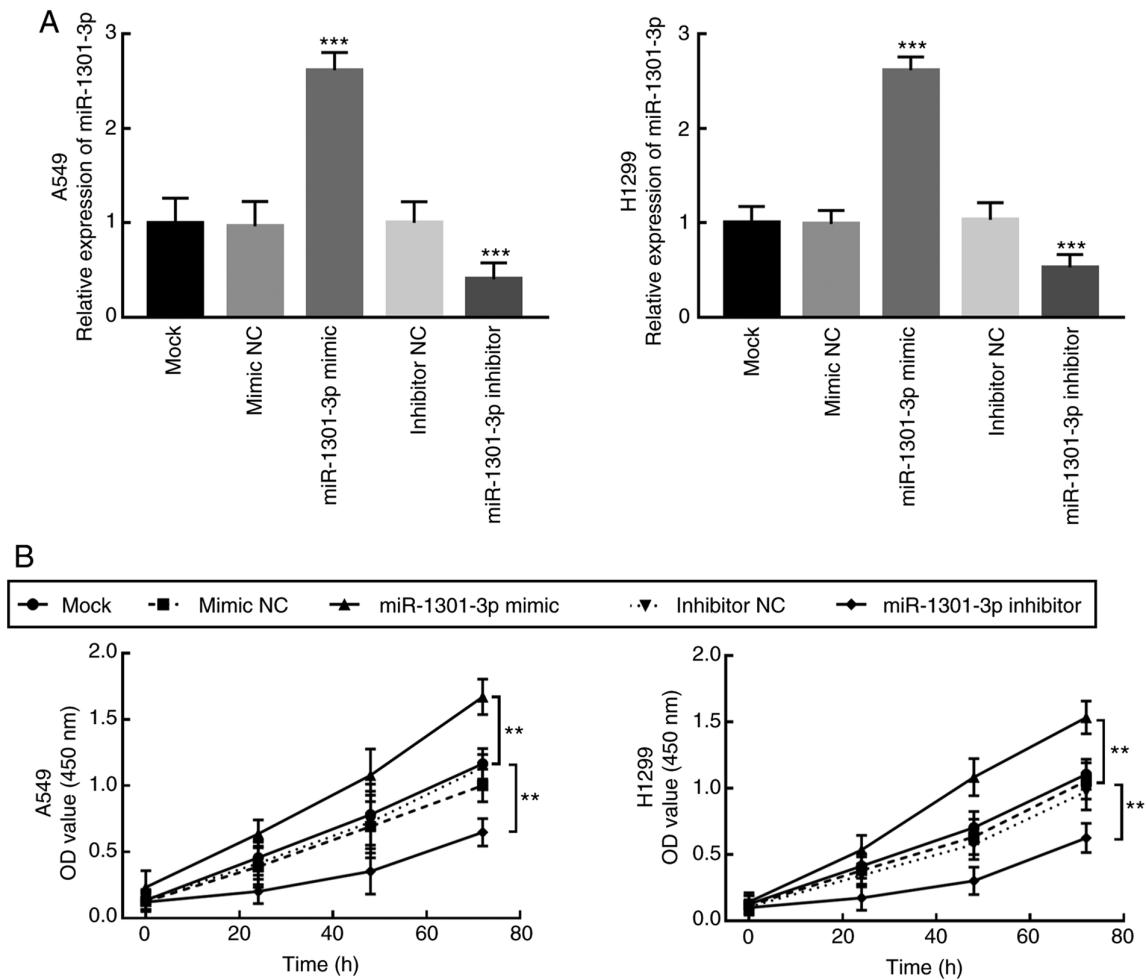 A
A549
Relative expression of miR-1301-3p
3
2
1
0
***
***
Mock
Mimic NC
miR-1301-3p mimic
Inhibitor NC
miR-1301-3p inhibitor
H1299
Relative expression of miR-1301-3p
3
2
1
0
***
***
Mock
Mimic NC
miR-1301-3p mimic
Inhibitor NC
miR-1301-3p inhibitor
B
Mock Mimic NC miR-1301-3p mimic Inhibitor NC miR-1301-3p inhibitor
A549
OD value (450 nm)
2.0
1.5
1.0
0.5
0.0
**
**
0 20 40 60 80
Time (h)
H1299
OD value (450 nm)
2.0
1.5
1.0
0.5
0.0
**
**
0 20 40 60 80
Time (h)